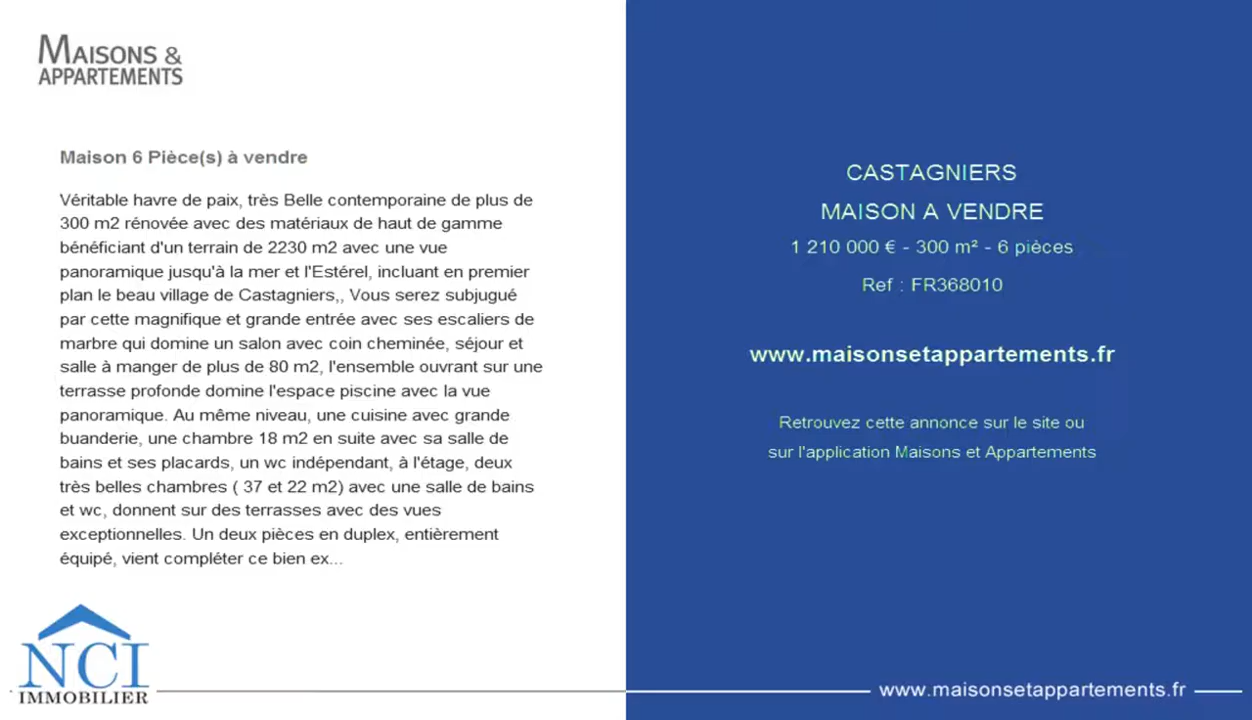 MAISONS &
APPARTEMENTS
Maison 6 Pièce(s) à vendre
Véritable havre de paix, très Belle contemporaine de plus de
300 m2 rénovée avec des matériaux de haut de gamme
bénéficiant d'un terrain de 2230 m2 avec une vue
panoramique jusqu'à la mer et l'Estérel, incluant en premier
plan le beau village de Castagniers,, Vous serez subjugué
par cette magnifique et grande entrée avec ses escaliers de
marbre qui domine un salon avec coin cheminée, séjour et
salle à manger de plus de 80 m2, l'ensemble ouvrant sur une
terrasse profonde domine l'espace piscine avec la vue
panoramique. Au même niveau, une cuisine avec grande
buanderie, une chambre 18 m2 en suite avec sa salle de
bains et ses placards, un wc indépendant, à l'étage, deux
très belles chambres ( 37 et 22 m2) avec une salle de bains
et wc, donnent sur des terrasses avec des vues
exceptionnelles. Un deux pièces en duplex, entièrement
équipé, vient compléter ce bien ex...
NCI
IMMOBILIER
CASTAGNIERS
MAISON A VENDRE
1 210 000 € - 300 m² - 6 pièces
Ref : FR368010
www.maisonsetappartements.fr
Retrouvez cette annonce sur le site ou
sur l'application Maisons et Appartements
www.maisonsetappartements.fr